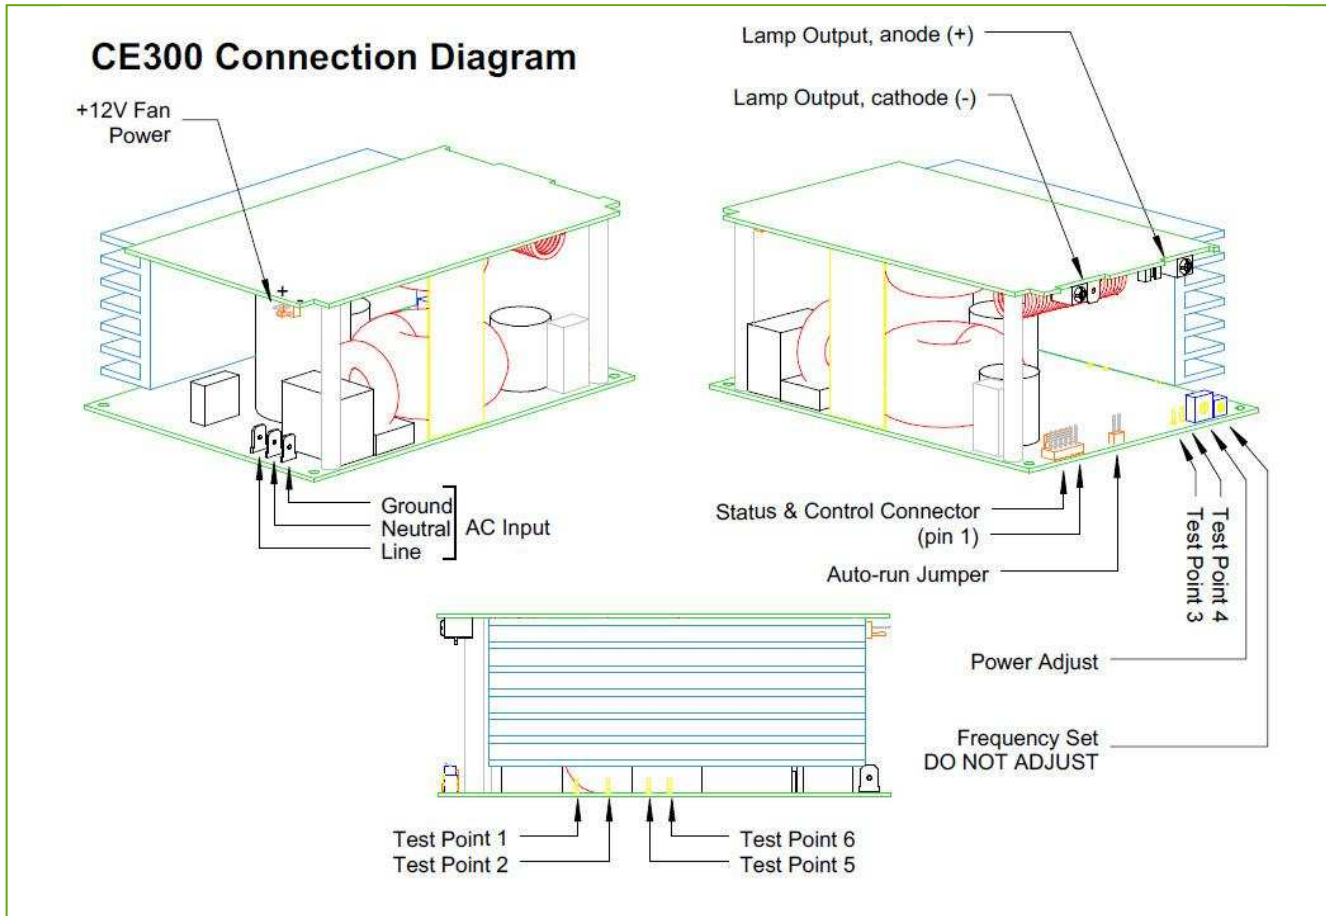 CE300 Connection Diagram
+12V Fan
Power
+
-
Ground
Neutral
Line
AC Input
Lamp Output, anode (+)
Lamp Output, cathode (-)
Status & Control Connector
(pin 1)
Auto-run Jumper
Test Point 3
Test Point 4
Power Adjust
Frequency Set
DO NOT ADJUST
Test Point 1
Test Point 2
Test Point 6
Test Point 5